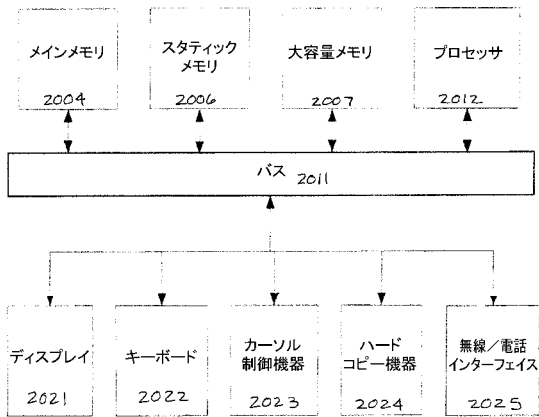 メインメモリ
2004
スタティック
メモリ
2006
大容量メモリ
2007
プロセッサ
2012
バス 2011
ディスプレイ
2021
キーボード
2022
カーソル
制御機器
2023
ハード
コピー機器
2024
無線／電話
インターフェイス
2025